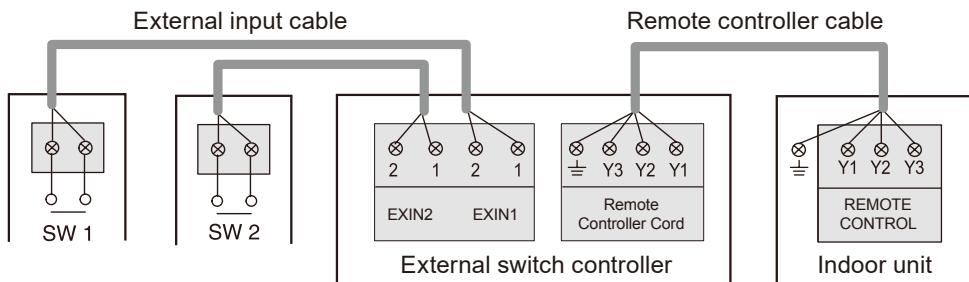 External input cable
Remote controller cable
2 1 2 1
EXIN2 EXIN1
Y3 Y2 Y1
Remote
Controller Cord
Y1 Y2 Y3
REMOTE
CONTROL
SW 1
SW 2
External switch controller
Indoor unit